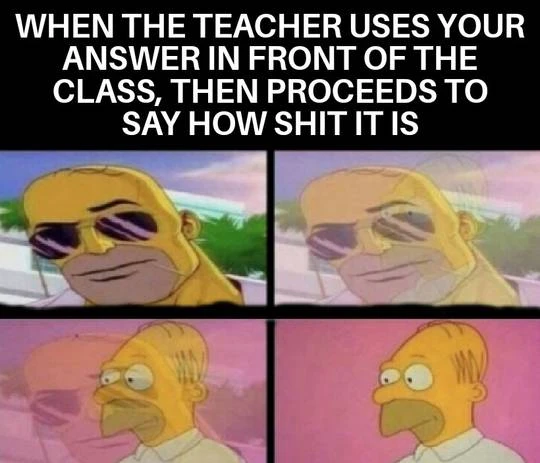 WHEN THE TEACHER USES YOUR
ANSWER IN FRONT OF THE
CLASS, THEN PROCEEDS TO
SAY HOW SHIT IT IS